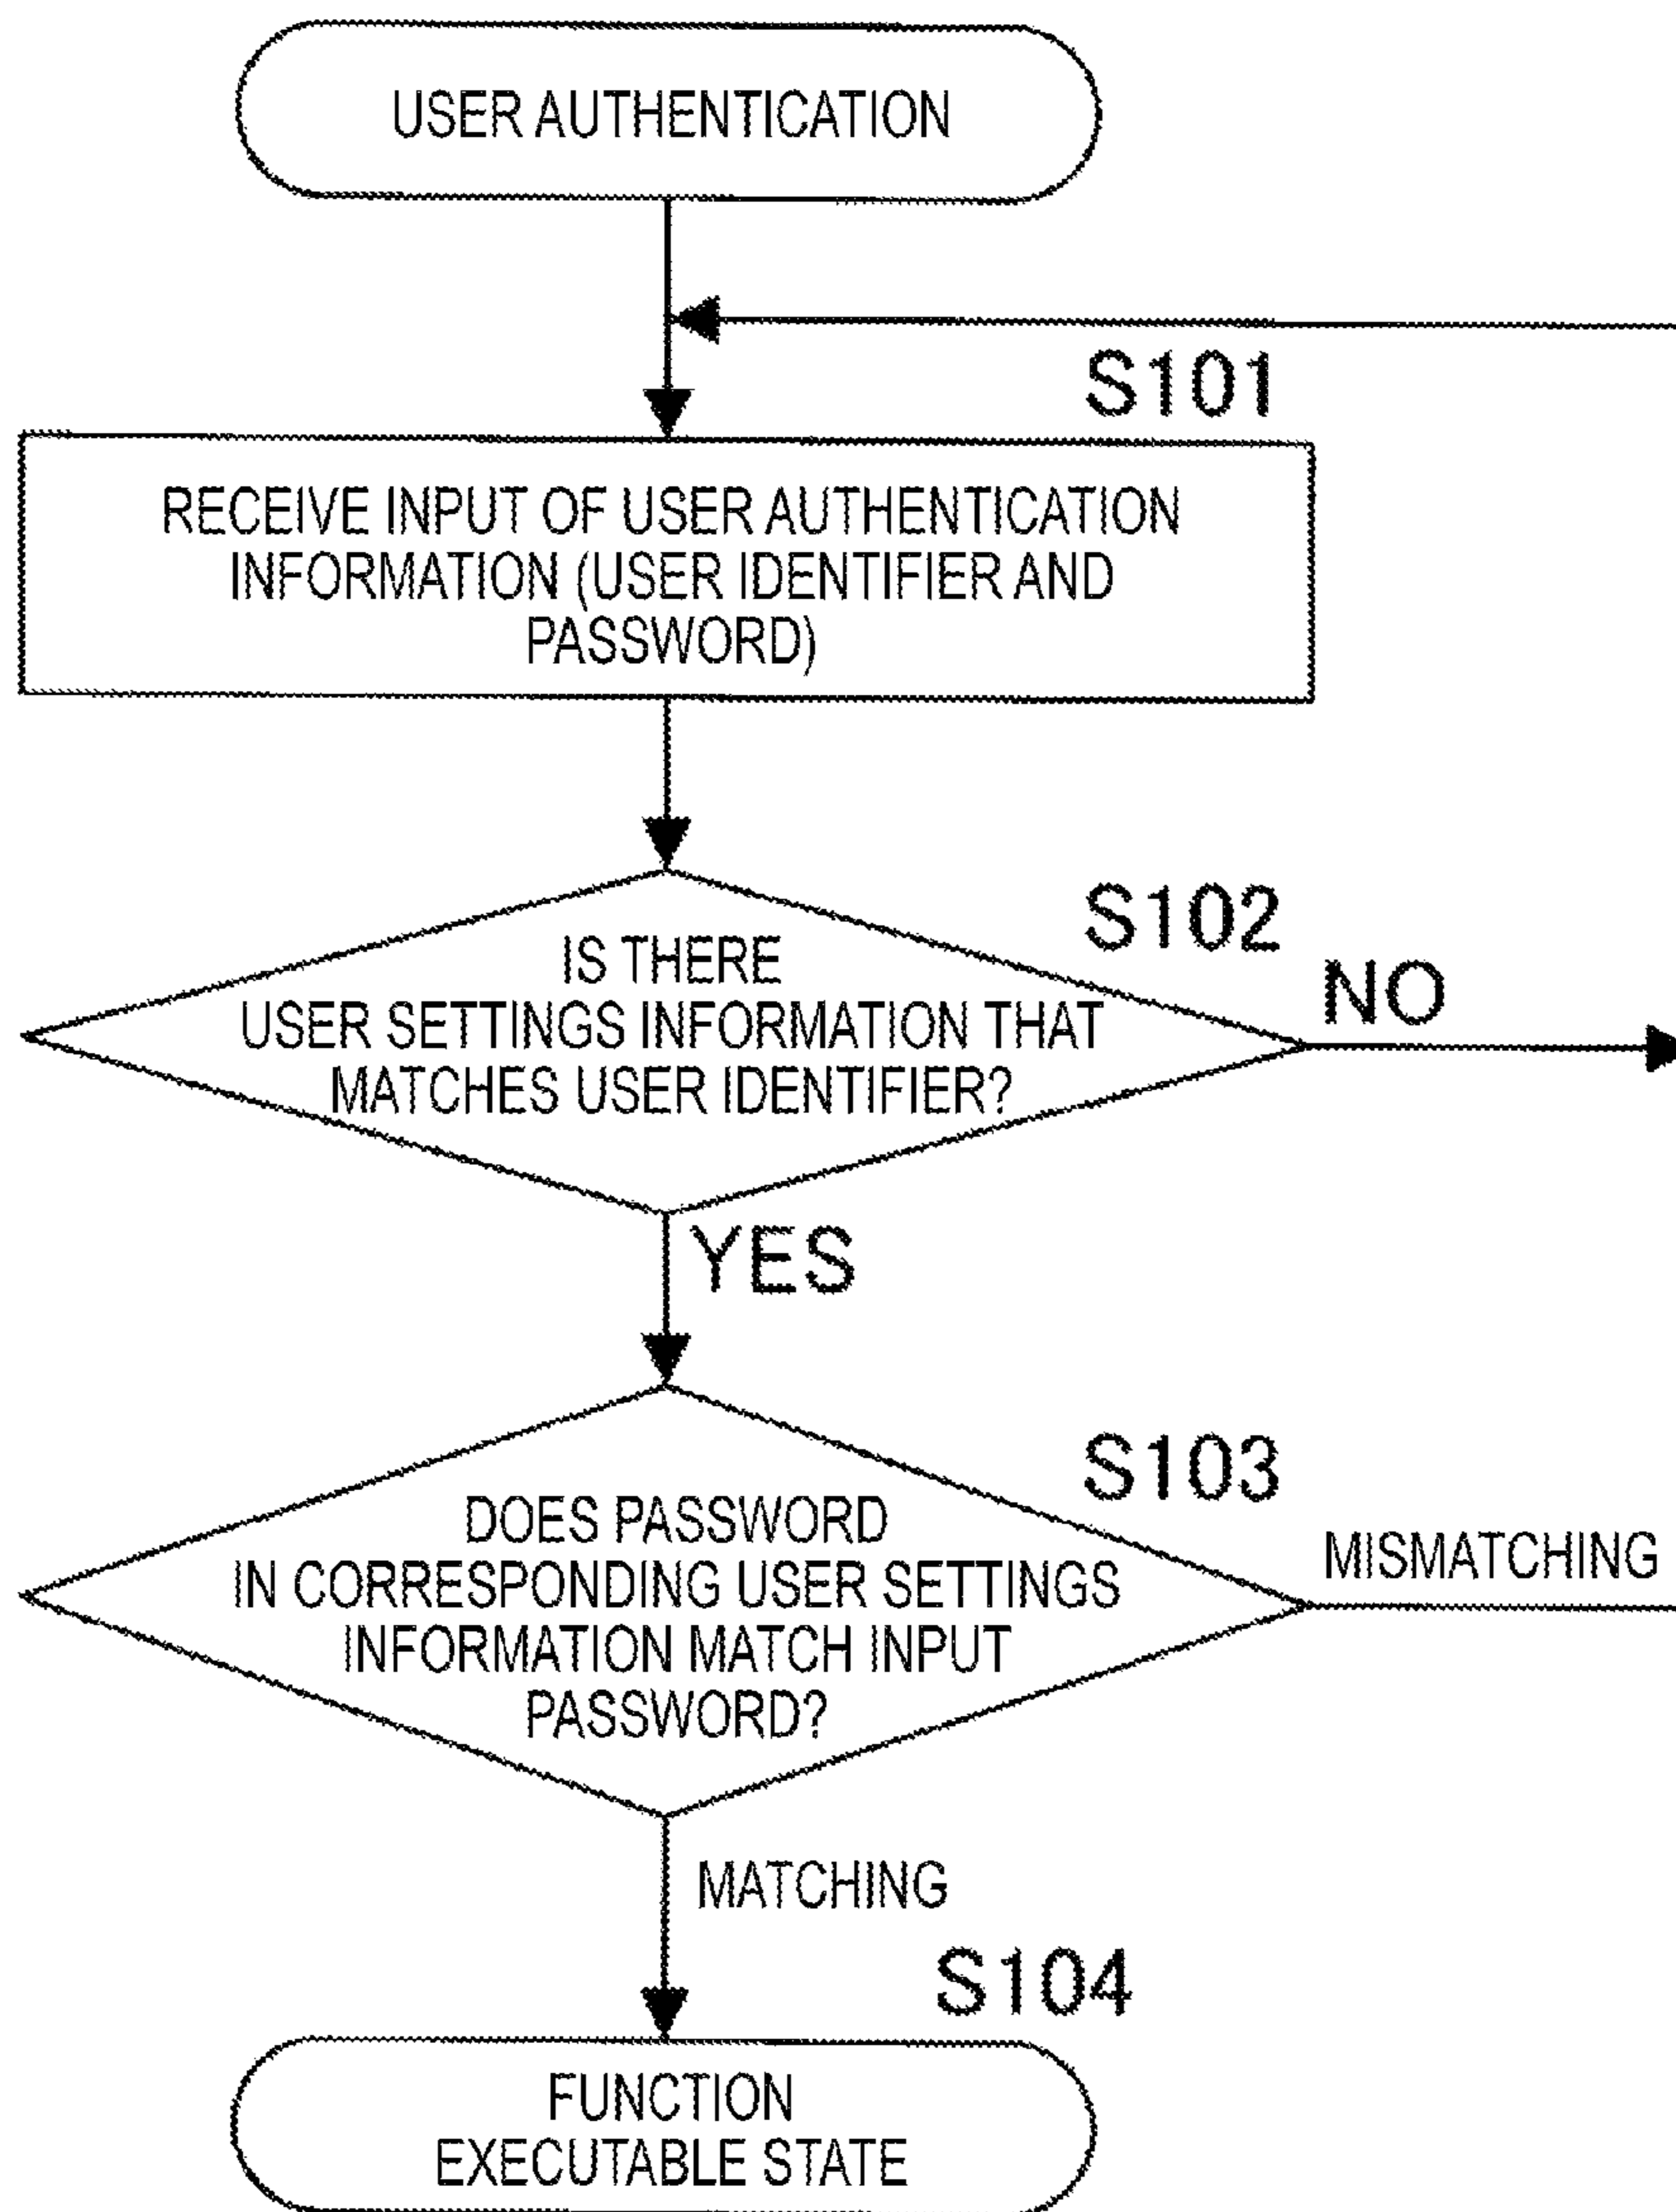 USER AUTHENTICATION
S101
RECEIVE INPUT OF USER AUTHENTICATION
INFORMATION (USER IDENTIFIER AND
PASSWORD)
S102
IS THERE
USER SETTINGS INFORMATION THAT
MATCHES USER IDENTIFIER?
NO
YES
S103
DOES PASSWORD
IN CORRESPONDING USER SETTINGS
INFORMATION MATCH INPUT
PASSWORD?
MISMATCHING
MATCHING
S104
FUNCTION
EXECUTABLE STATE